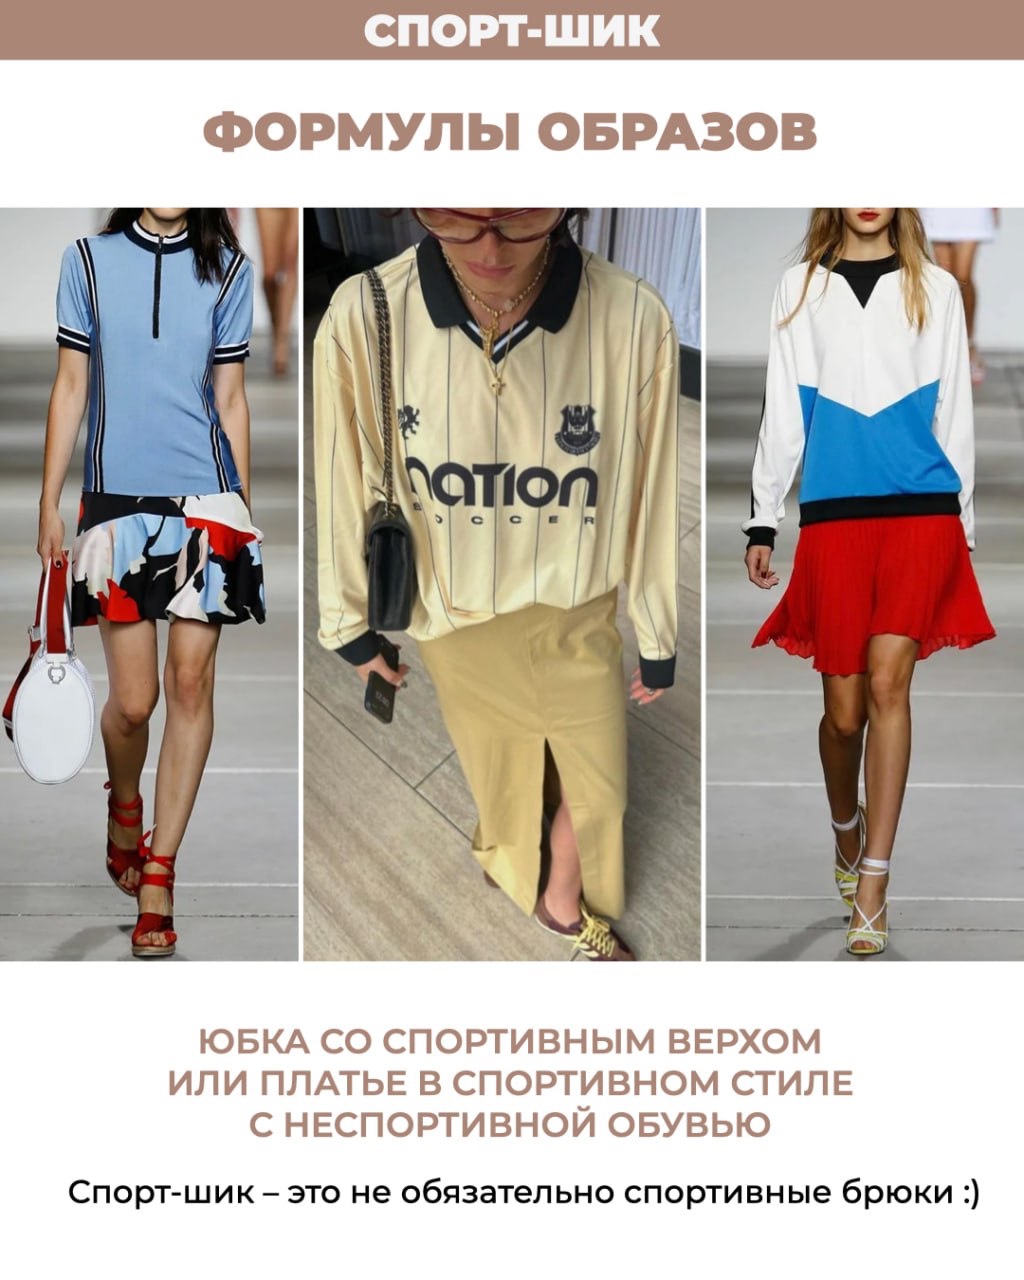 СПОРТ-ШИК
ФОРМУЛЫ ОБРАЗОВ
nation
SOCCER
ЮБКА СО СПОРТИВНЫМ ВЕРХОМ
ИЛИ ПЛАТЬЕ В СПОРТИВНОМ СТИЛЕ
С НЕСПОРТИВНОЙ ОБУВЬЮ
Спорт-шик – это не обязательно спортивные брюки :)